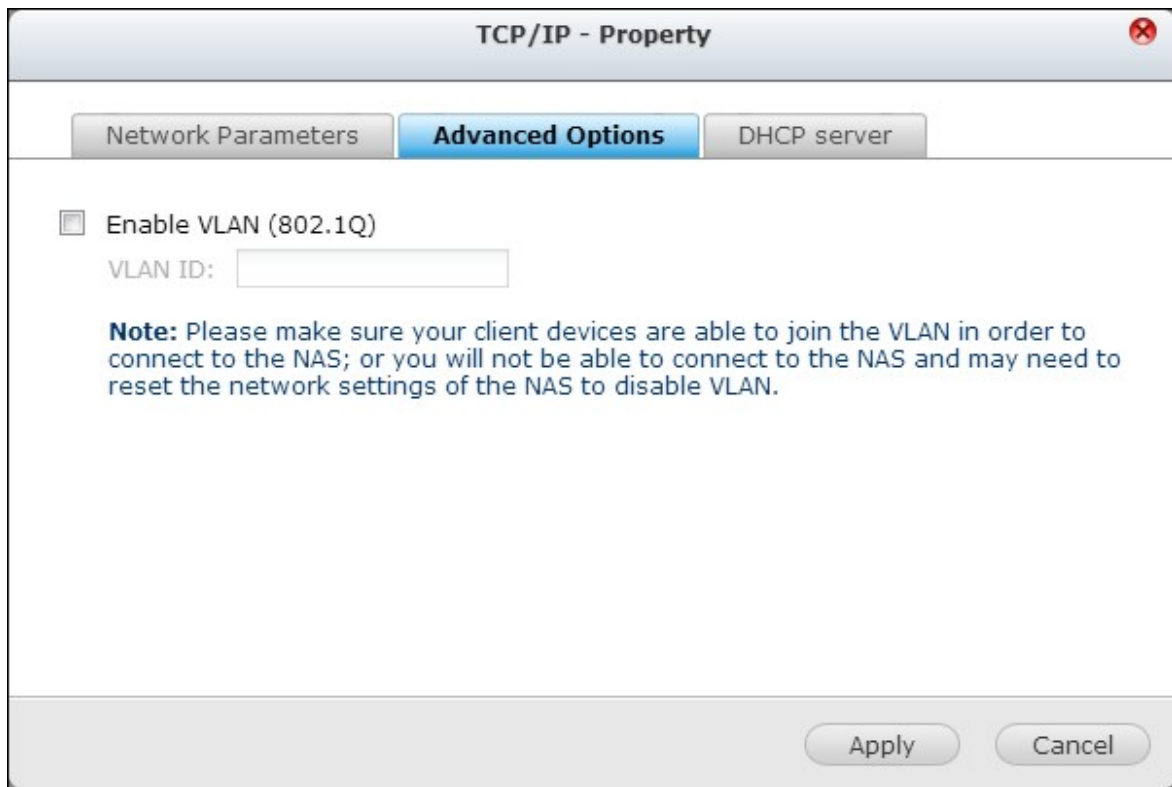 TCP/IP - Property
Network Parameters
Advanced Options
DHCP server
Enable VLAN (802.1Q)
VLAN ID:
Note: Please make sure your client devices are able to join the VLAN in order to
connect to the NAS; or you will not be able to connect to the NAS and may need to
reset the network settings of the NAS to disable VLAN.
Apply
Cancel